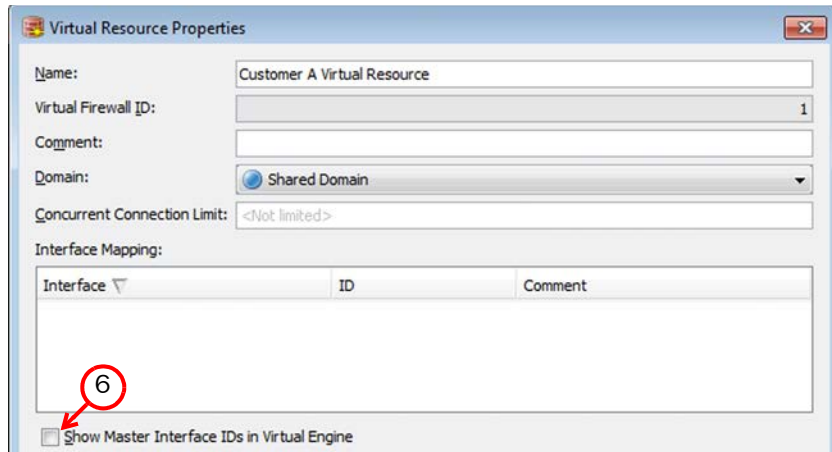 Virtual Resource Properties
Name: Customer A Virtual Resource
Virtual Firewall ID: 1
Comment:
Domain: Shared Domain
Concurrent Connection Limit: <Not limited>
Interface Mapping:
Interface ID Comment
6
Show Master Interface IDs in Virtual Engine